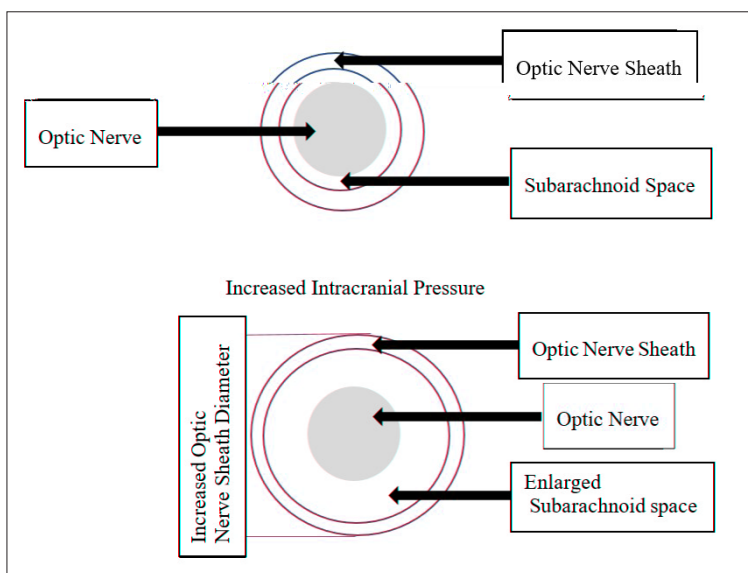 Optic Nerve Sheath
Optic Nerve
Subarachnoid Space
Increased Intracranial Pressure
Increased Optic
Nerve Sheath Diameter
Optic Nerve Sheath
Optic Nerve
Enlarged
Subarachnoid space